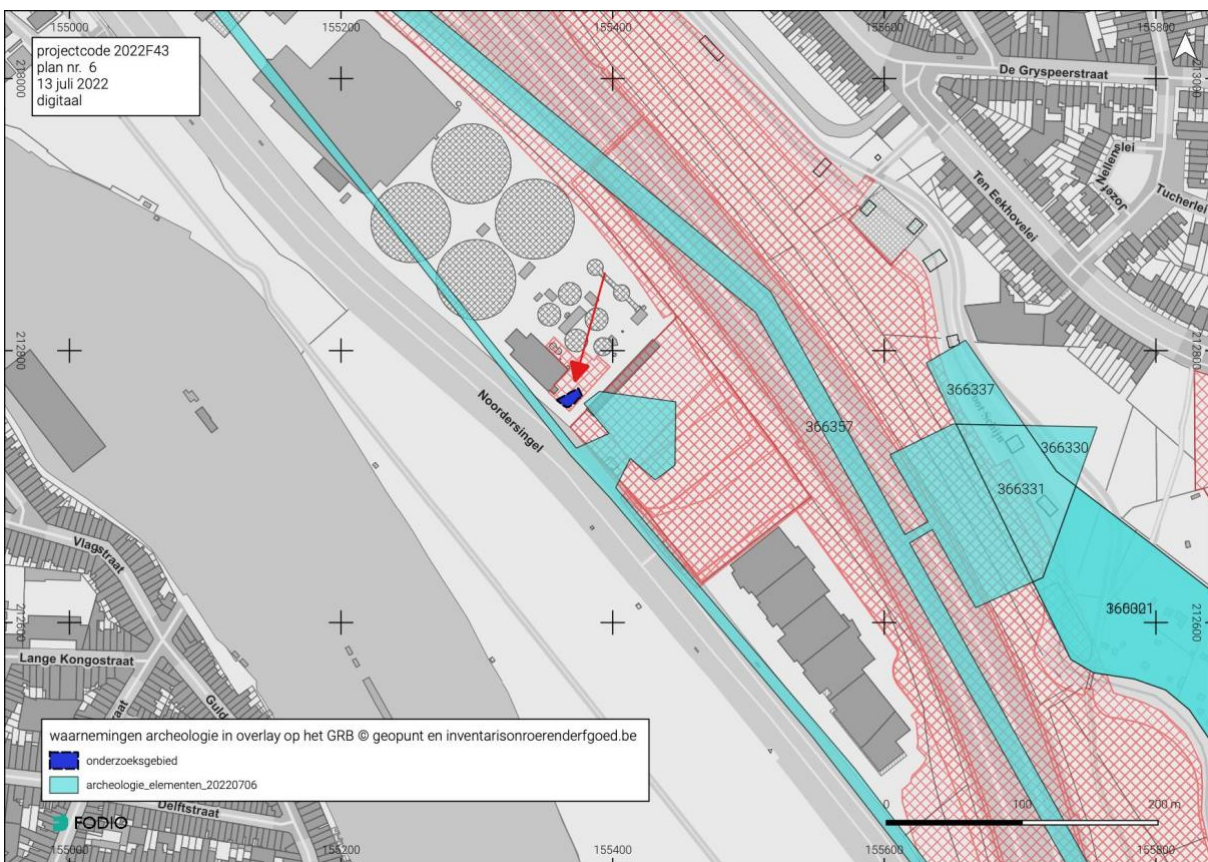 155000
155200
155400
155600
155800
projectcode 2022F43
plan nr. 6
13 juli 2022
digitaal
213000
213000
De Gryspeerstraat
Jozef Nellenslei
Tucherlei
Ten Eekhovelei
212800
212800
Noordersingel
366337
366357
366330
366331
Vlagstraat
212600
212600
Lange Kongostraat
waarnemingen archeologie in overlay op het GRB © geopunt en inventarisonroerenderfgoed.be
onderzoeksgebied
archeologie_elementen_20220706
Delftstraat
FODIO
0 100 200 m
155000
155200
155400
155600
155800